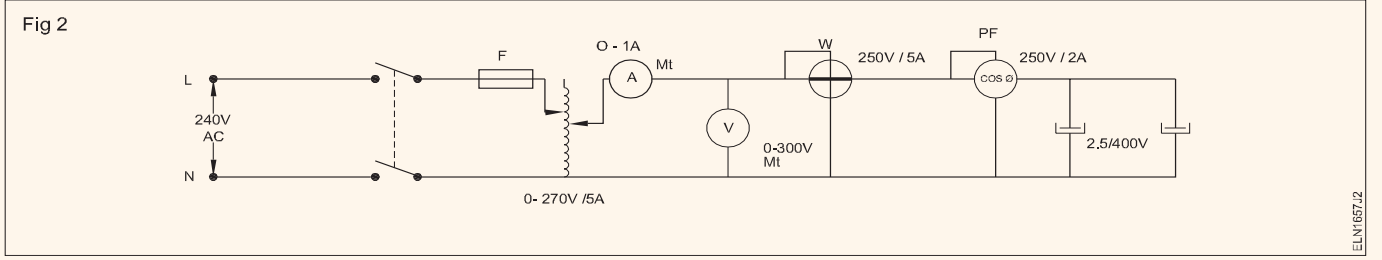 Fig 2
L
240V
AC
N
F
0- 270V /5A
O - 1A
A
Mt
V
0-300V
Mt
W
250V / 5A
PF
COS Ø
250V / 2A
2.5/400V
ELN1657J2